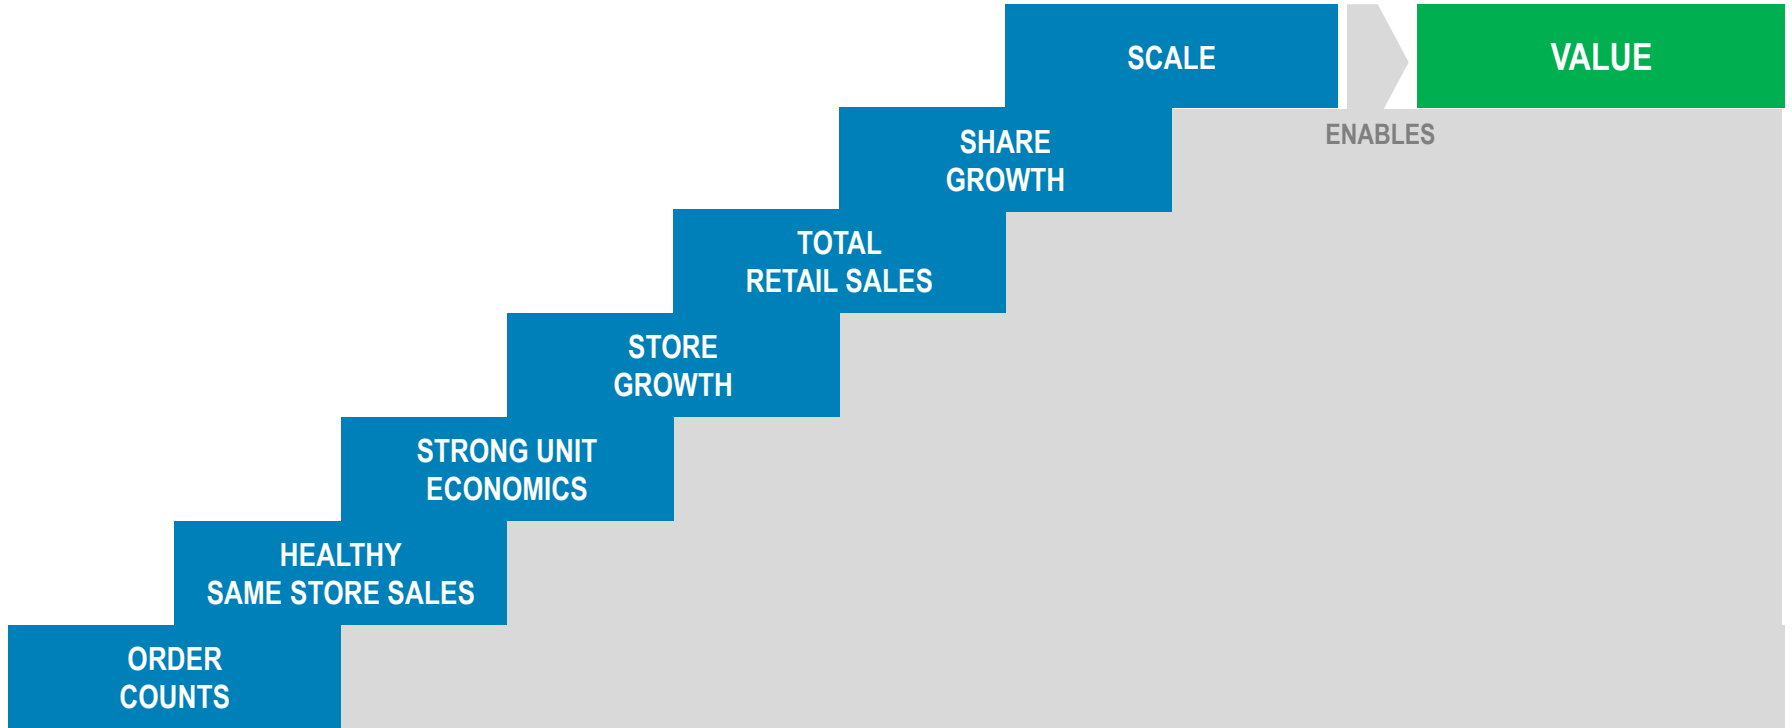 SCALE
VALUE
ENABLES
SHARE
GROWTH
TOTAL
RETAIL SALES
STORE
GROWTH
STRONG UNIT
ECONOMICS
HEALTHY
SAME STORE SALES
ORDER
COUNTS